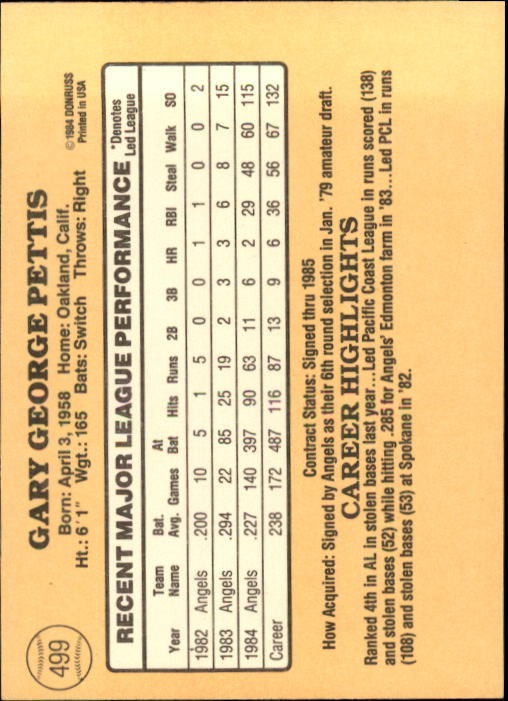 499
GARY GEORGE PETTIS
Born: April 3, 1958 Home: Oakland, Calif.
Ht.: 6'1" Wgt.: 165 Bats: Switch Throws: Right
© 1984 DONRUSS
Printed in USA
RECENT MAJOR LEAGUE PERFORMANCE *Denotes Led League
Year Team Name Bat. Avg. Games At Bat Hits Runs 2B 3B HR RBI Steal Walk SO
1982 Angels .200 10 5 1 5 0 0 1 1 0 0 2
1983 Angels .294 22 85 25 19 2 3 3 6 8 7 15
1984 Angels .227 140 397 90 63 11 6 2 29 48 60 115
Career 238 172 487 116 87 13 9 6 36 56 67 132
Contract Status: Signed thru 1985
How Acquired: Signed by Angels as their 6th round selection in Jan. '79 amateur draft.
CAREER HIGHLIGHTS
Ranked 4th in AL in stolen bases last year...Led Pacific Coast League in runs scored (138)
and stolen bases (52) while hitting .285 for Angels' Edmonton farm in '83...Led PCL in runs
(108) and stolen bases (53) at Spokane in '82.